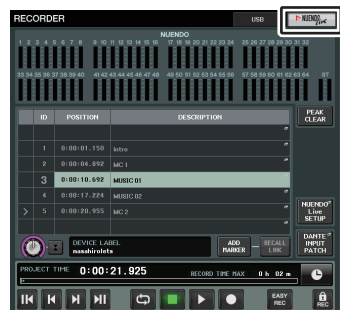 RECORDER
USB
NUENDO Live
NUENDO
1 2 3 4 5 6 7 8 9 10 11 12 13 14 15 16 17 18 19 20 21 22 23 24 25 26 27 28 29 30 31 32
33 34 35 36 37 38 39 40 41 42 43 44 45 46 47 48 49 50 51 52 53 54 55 56 57 58 59 60 61 62 63 64 ST
ID POSITION DESCRIPTION
PEAK CLEAR
1 0:00:01.150 intro
2 0:00:04.892 MC 1
3 0:00:10.692 MUSIC 01
4 0:00:17.224 MUSIC 02
> 5 0:00:20.955 MC 2
NUENDO Live SETUP
DEVICE LABEL
masahirolets
ADD MARKER
RECALL LINK
DANTE INPUT PATCH
PROJECT TIME 0:00:21.925 RECORD TIME MAX 0 h 02 m
EASY REC
REC